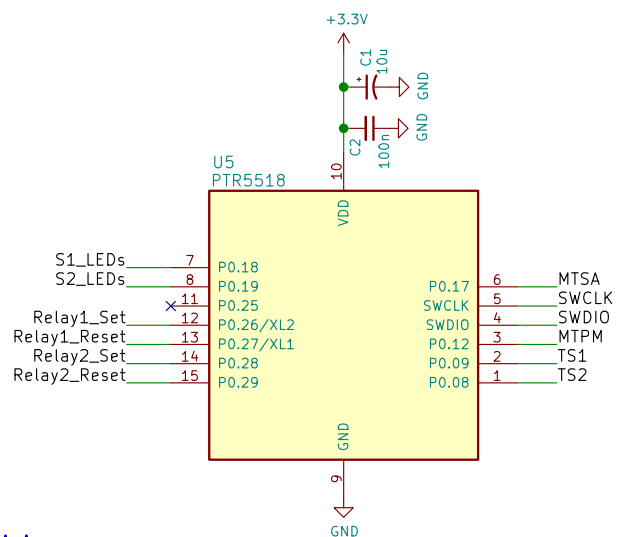 +3.3V
C1
10u
GND
C2
100n
GND
U5
PTR5518
10
VDD
S1_LEDs 7 P0.18
S2_LEDs 8 P0.19
11 P0.25
Relay1_Set 12 P0.26/XL2
Relay1_Reset 13 P0.27/XL1
Relay2_Set 14 P0.28
Relay2_Reset 15 P0.29
P0.17 6 MTSA
SWCLK 5 SWCLK
SWDIO 4 SWDIO
P0.12 3 MTPM
P0.09 2 TS1
P0.08 1 TS2
GND
9
GND